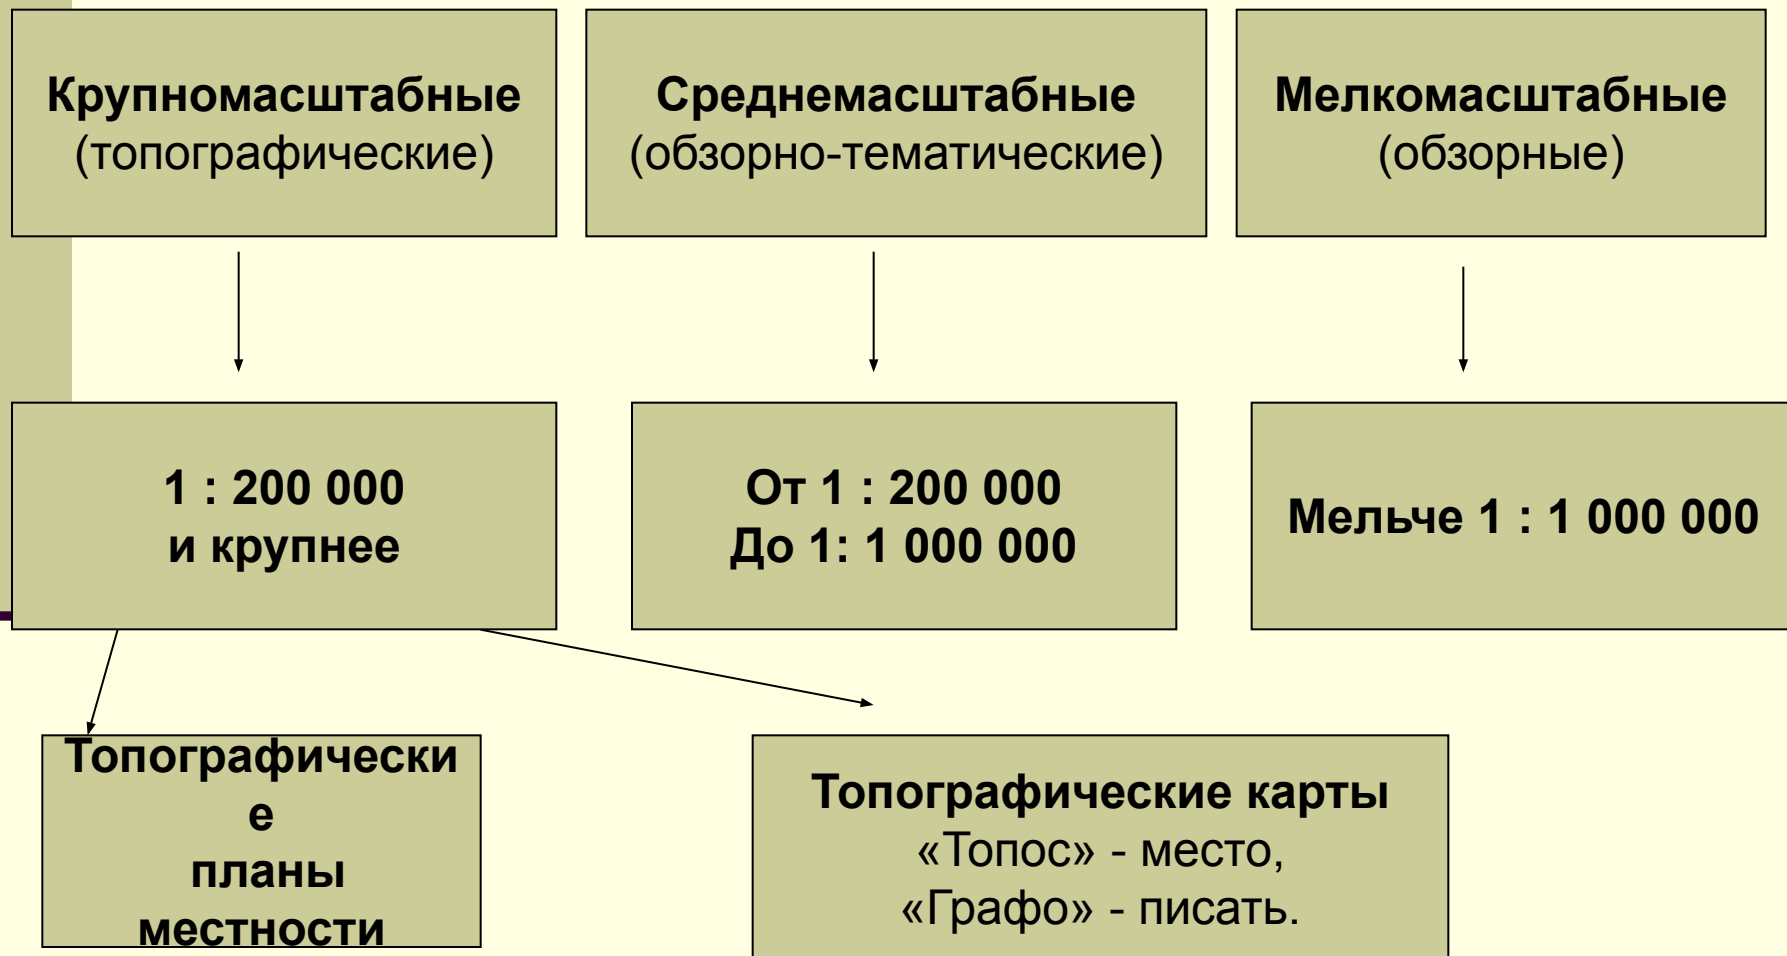 Крупномасштабные
(топографические)
Среднемасштабные
(обзорно-тематические)
Мелкомасштабные
(обзорные)
1 : 200 000
и крупнее
От 1 : 200 000
До 1: 1 000 000
Мельче 1 : 1 000 000
Топографически
е
планы
местности
Топографические карты
«Топос» - место,
«Графо» - писать.